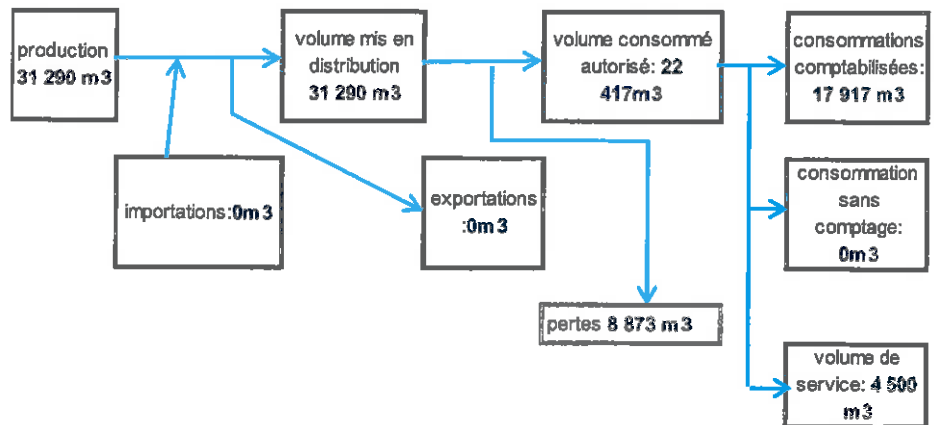 production
31 290 m3
volume mis en
distribution
31 290 m3
volume consommé
autorisé: 22
417m3
consommations
comptabilisées:
17 917 m3
importations:0m3
exportations
:0m3
consommation
sans
comptage:
0m3
pertes 8 873 m3
volume de
service: 4 500
m3